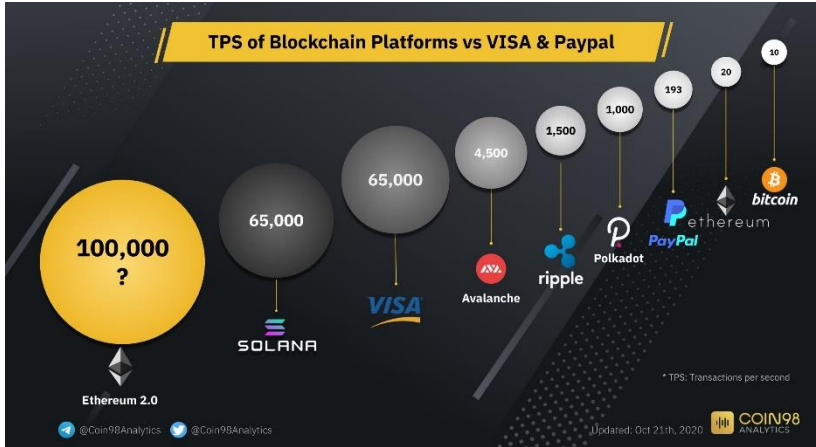 TPS of Blockchain Platforms vs VISA & Paypal
10
20
193
1,000
1,500
4,500
65,000
65,000
100,000
?
bitcoin
ethereum
PayPal
Polkadot
ripple
Avalanche
VISA
SOLANA
Ethereum 2.0
* TPS: Transactions per second
@Coin98Analytics
@Coin98Analytics
Updated: Oct 21th, 2020
COIN98
ANALYTICS